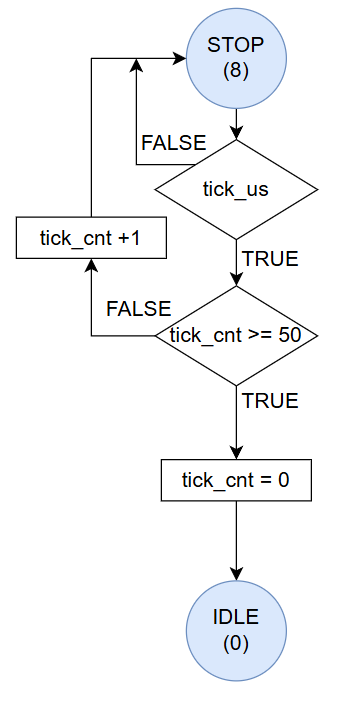 STOP
(8)
FALSE
tick_us
tick_cnt +1
TRUE
FALSE
tick_cnt >= 50
TRUE
tick_cnt = 0
IDLE
(0)